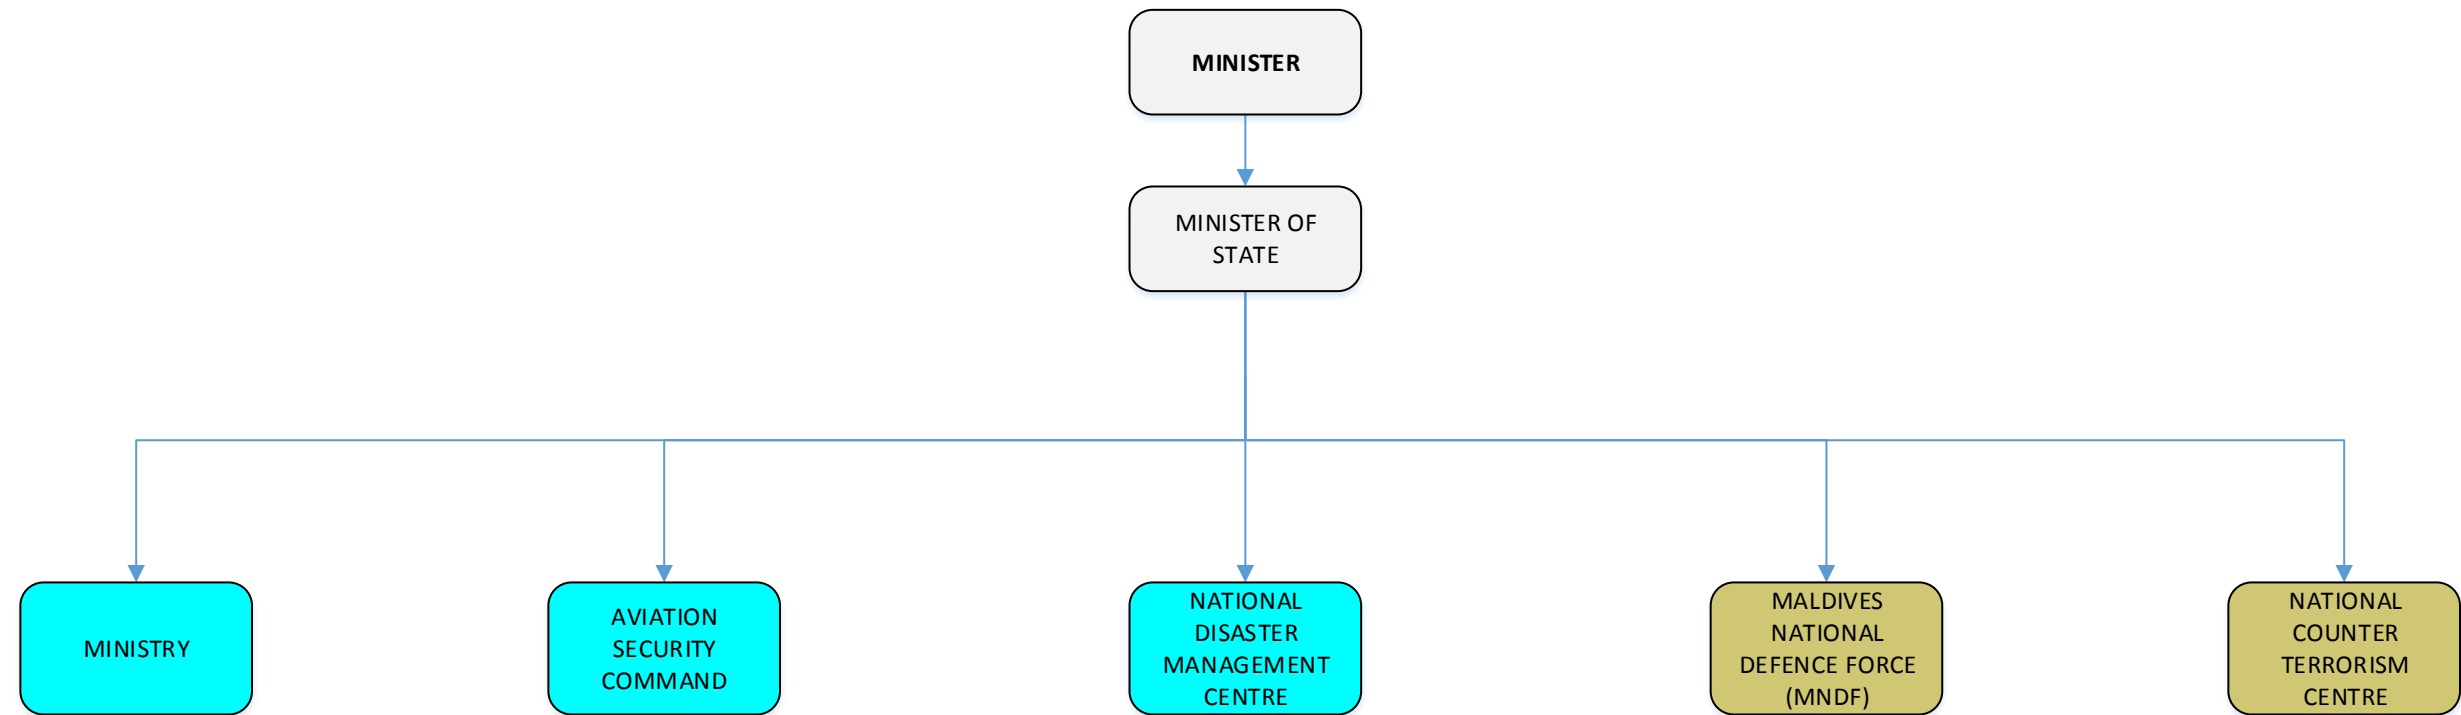 MINISTER
MINISTER OF
STATE
MINISTRY
AVIATION
SECURITY
COMMAND
NATIONAL
DISASTER
MANAGEMENT
CENTRE
MALDIVES
NATIONAL
DEFENCE FORCE
(MNDF)
NATIONAL
COUNTER
TERRORISM
CENTRE